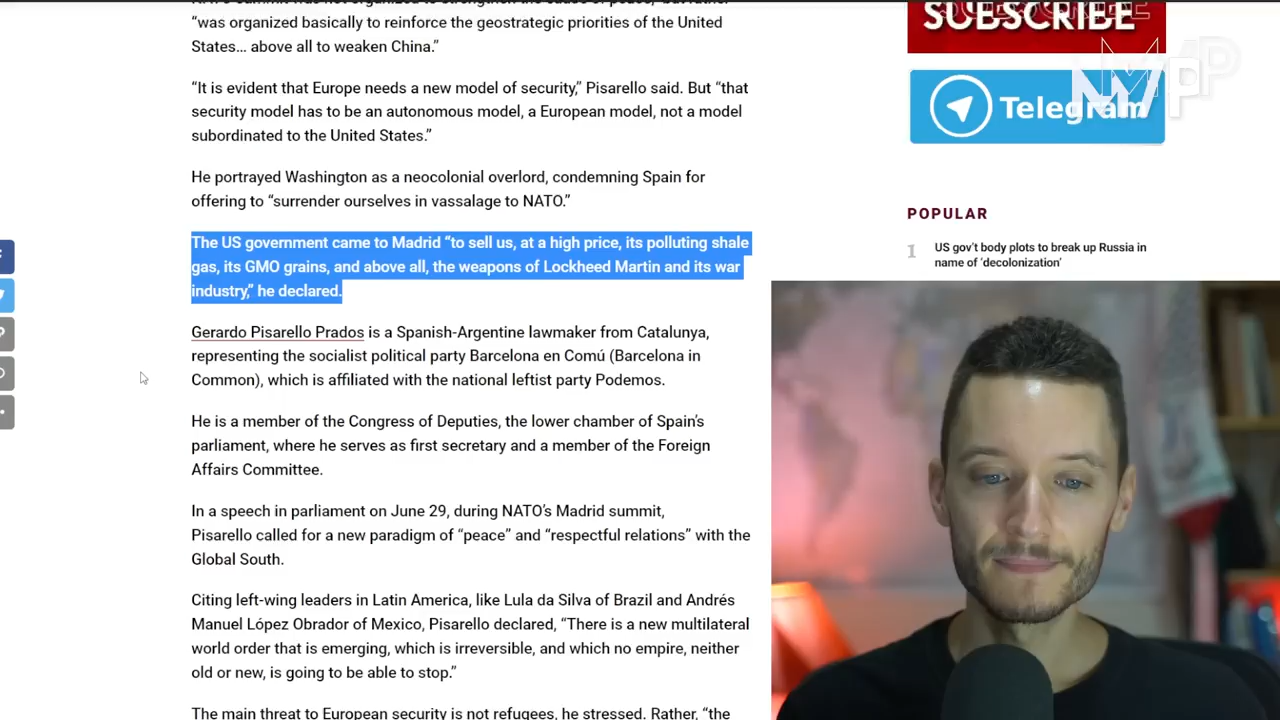 “was organized basically to reinforce the geostrategic priorities of the United
States… above all to weaken China.”
“It is evident that Europe needs a new model of security,” Pisarello said. But “that
security model has to be an autonomous model, a European model, not a model
subordinated to the United States.”
He portrayed Washington as a neocolonial overlord, condemning Spain for
offering to “surrender ourselves in vassalage to NATO.”
The US government came to Madrid “to sell us, at a high price, its polluting shale
gas, its GMO grains, and above all, the weapons of Lockheed Martin and its war
industry,” he declared.
Gerardo Pisarello Prados is a Spanish-Argentine lawmaker from Catalunya,
representing the socialist political party Barcelona en Comú (Barcelona in
Common), which is affiliated with the national leftist party Podemos.
He is a member of the Congress of Deputies, the lower chamber of Spain’s
parliament, where he serves as first secretary and a member of the Foreign
Affairs Committee.
In a speech in parliament on June 29, during NATO’s Madrid summit,
Pisarello called for a new paradigm of “peace” and “respectful relations” with the
Global South.
Citing left-wing leaders in Latin America, like Lula da Silva of Brazil and Andrés
Manuel López Obrador of Mexico, Pisarello declared, “There is a new multilateral
world order that is emerging, which is irreversible, and which no empire, neither
old or new, is going to be able to stop.”
The main threat to European security is not refugees, he stressed. Rather, “the
SUBSCRIBE
Telegram
POPULAR
1
US gov’t body plots to break up Russia in
name of ‘decolonization’